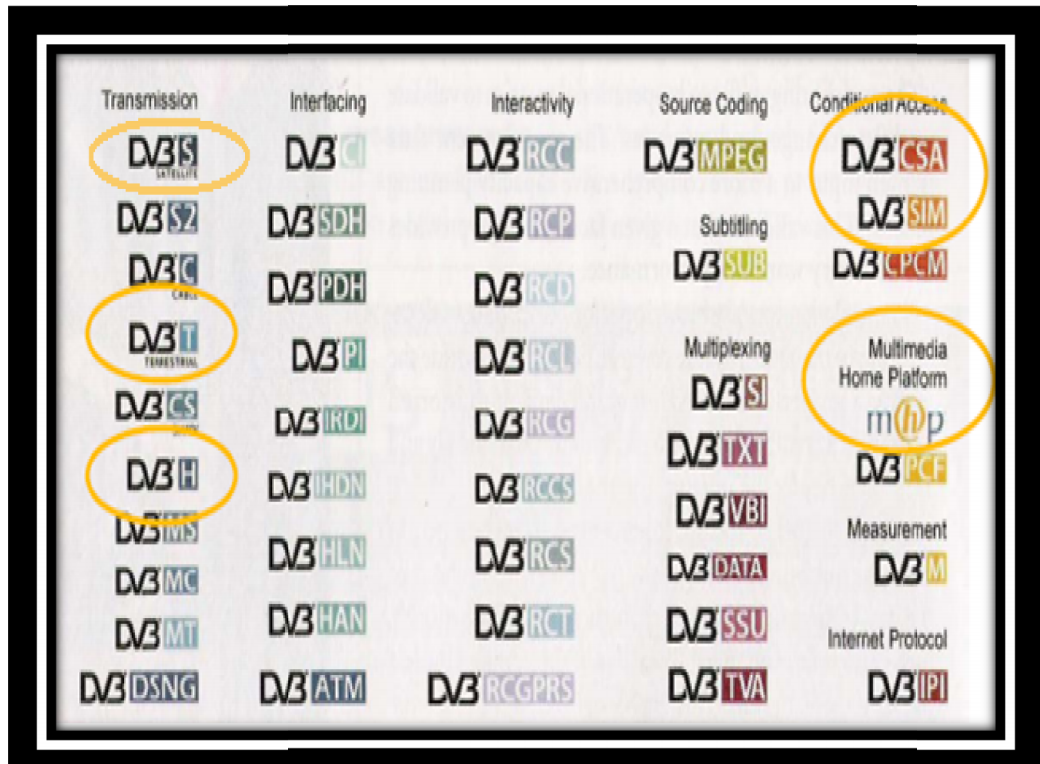 Transmission
DVB S
SATELLITE
DVB S2
DVB C
CABLE
DVB T
TERRESTRIAL
DVB CS
DVB H
DVB MS
DVB MC
DVB MT
DVB DSNG
Interfacing
DVB CI
DVB SDH
DVB PDH
DVB PI
DVB IRDI
DVB IHDN
DVB HLN
DVB HAN
DVB ATM
Interactivity
DVB RCC
DVB RCP
DVB RCD
DVB RCL
DVB RCG
DVB RCCS
DVB RCS
DVB RCT
DVB RCGPRS
Source Coding
DVB MPEG
Subtitling
DVB SUB
Multiplexing
DVB SI
DVB TXT
DVB VBI
DVB DATA
DVB SSU
DVB TVA
Conditional Access
DVB CSA
DVB SIM
DVB CPCM
Multimedia
Home Platform
m@hp
DVB PCF
Measurement
DVB M
Internet Protocol
DVB IPI